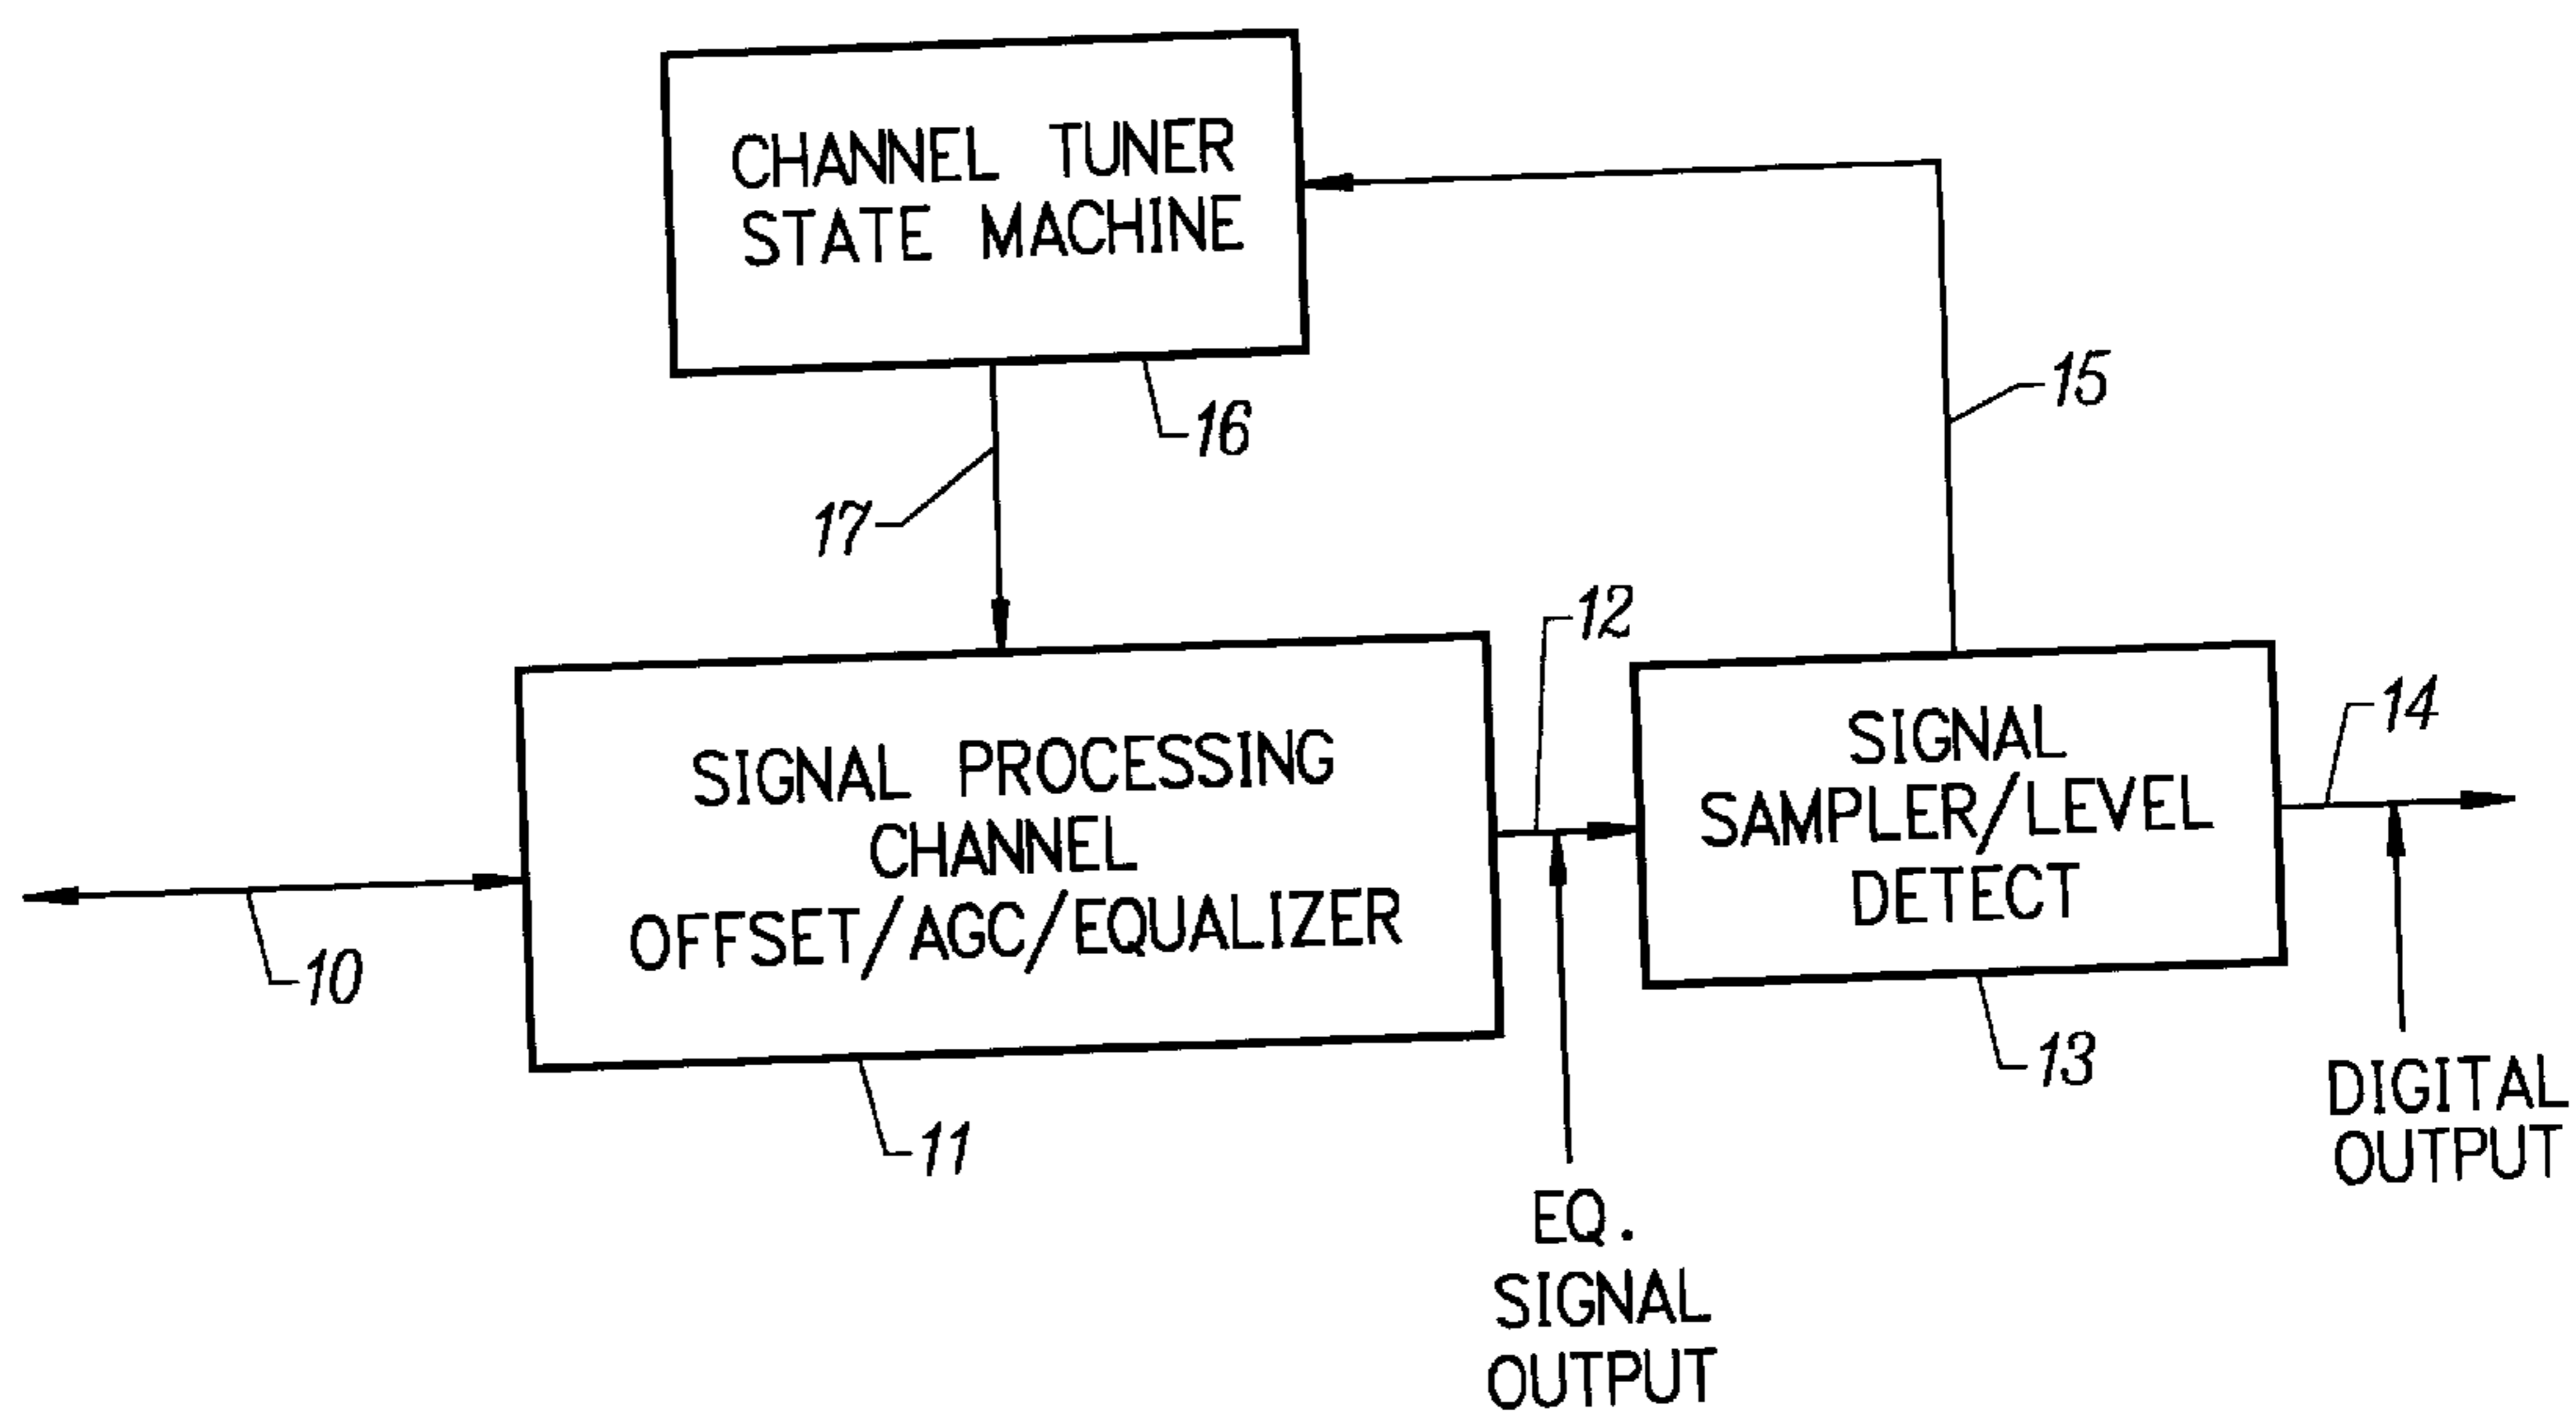 CHANNEL TUNER
STATE MACHINE
15
16
17
12
14
SIGNAL PROCESSING
CHANNEL
OFFSET/AGC/EQUALIZER
SIGNAL
SAMPLER/LEVEL
DETECT
10
11
13
DIGITAL
OUTPUT
EQ.
SIGNAL
OUTPUT